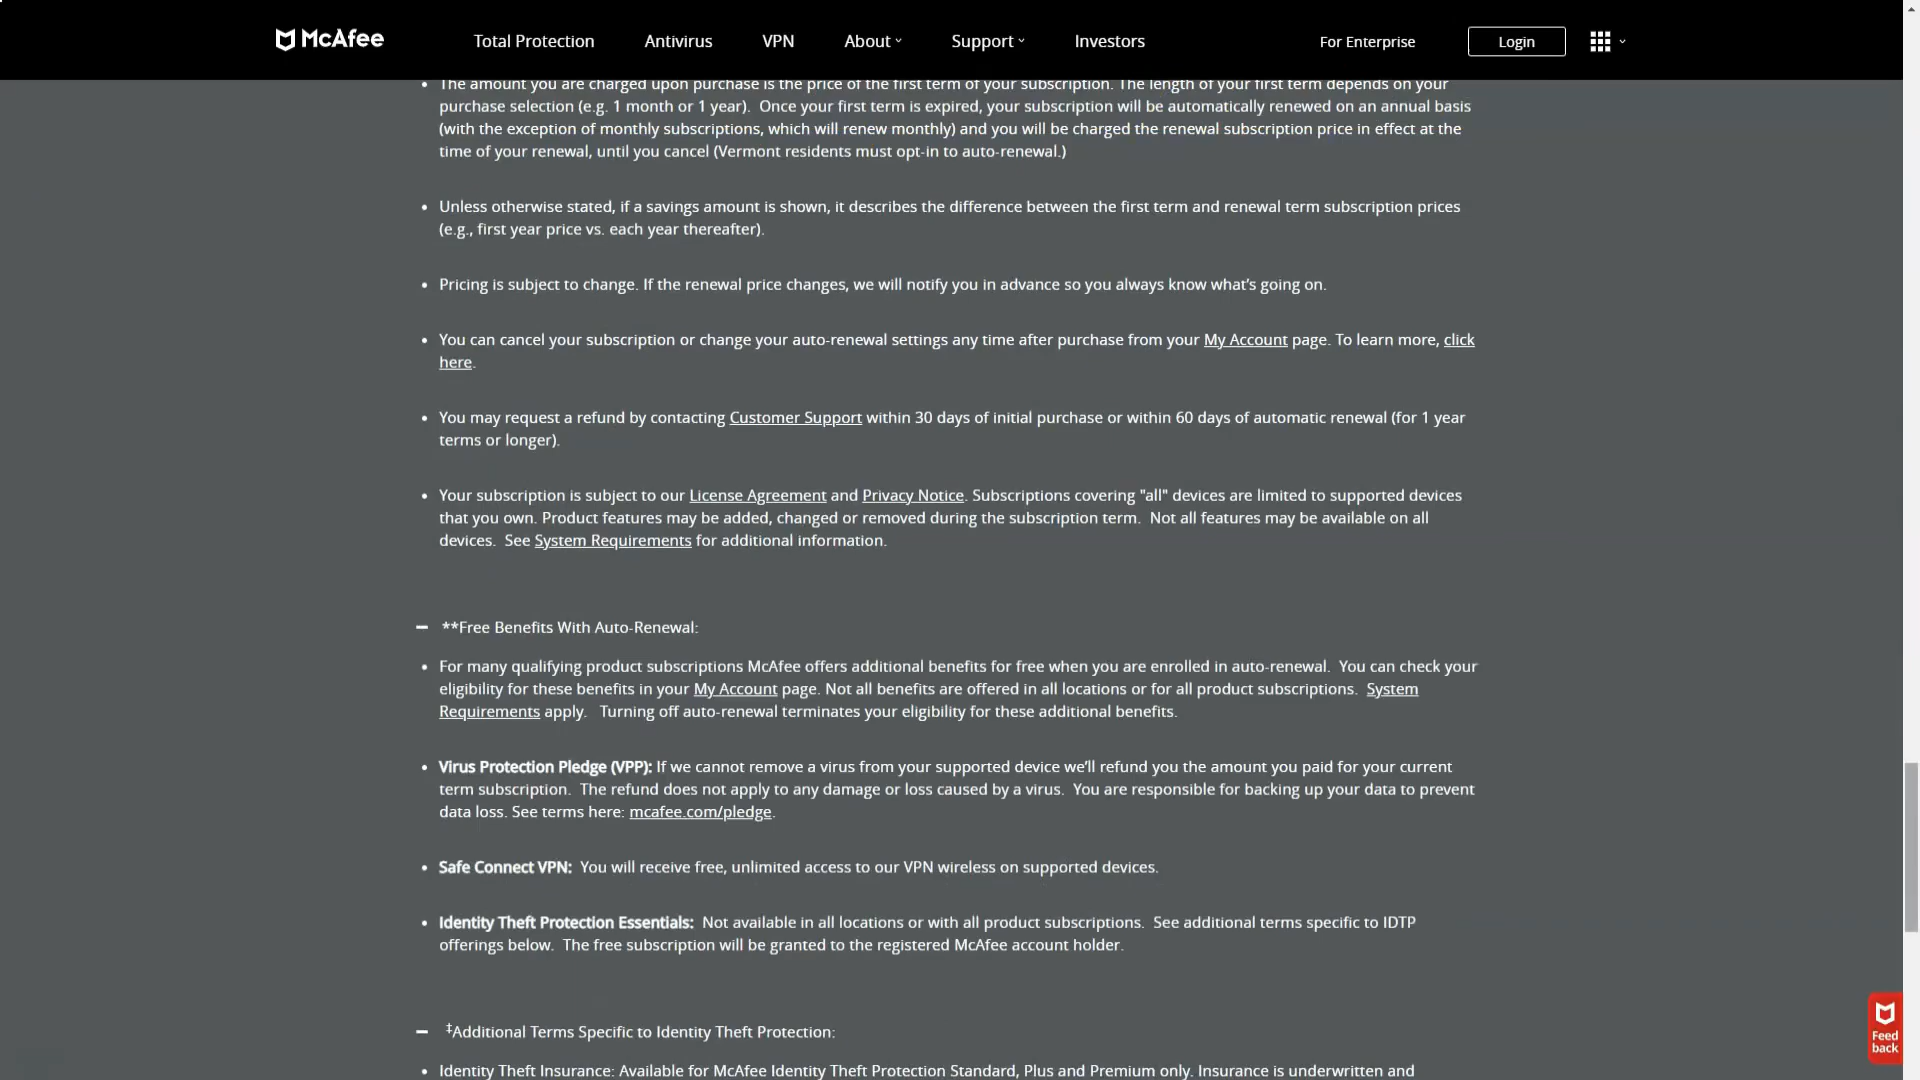 McAfee Total Protection Antivirus VPN About Support Investors For Enterprise Login
• The amount you are charged upon purchase is the price of the first term of your subscription. The length of your first term depends on your
purchase selection (e.g. 1 month or 1 year).  Once your first term is expired, your subscription will be automatically renewed on an annual basis
(with the exception of monthly subscriptions, which will renew monthly) and you will be charged the renewal subscription price in effect at the
time of your renewal, until you cancel (Vermont residents must opt-in to auto-renewal.)
• Unless otherwise stated, if a savings amount is shown, it describes the difference between the first term and renewal term subscription prices
(e.g., first year price vs. each year thereafter).
• Pricing is subject to change. If the renewal price changes, we will notify you in advance so you always know what's going on.
• You can cancel your subscription or change your auto-renewal settings any time after purchase from your My Account page. To learn more, click
here.
• You may request a refund by contacting Customer Support within 30 days of initial purchase or within 60 days of automatic renewal (for 1 year
terms or longer).
• Your subscription is subject to our License Agreement and Privacy Notice. Subscriptions covering "all" devices are limited to supported devices
that you own. Product features may be added, changed or removed during the subscription term.  Not all features may be available on all
devices.  See System Requirements for additional information.
**Free Benefits With Auto-Renewal:
• For many qualifying product subscriptions McAfee offers additional benefits for free when you are enrolled in auto-renewal.  You can check your
eligibility for these benefits in your My Account page. Not all benefits are offered in all locations or for all product subscriptions.  System
Requirements apply.   Turning off auto-renewal terminates your eligibility for these additional benefits.
• Virus Protection Pledge (VPP): If we cannot remove a virus from your supported device we'll refund you the amount you paid for your current
term subscription.  The refund does not apply to any damage or loss caused by a virus.  You are responsible for backing up your data to prevent
data loss. See terms here: mcafee.com/pledge.
• Safe Connect VPN:  You will receive free, unlimited access to our VPN wireless on supported devices.
• Identity Theft Protection Essentials:  Not available in all locations or with all product subscriptions.  See additional terms specific to IDTP
offerings below.  The free subscription will be granted to the registered McAfee account holder.
‡Additional Terms Specific to Identity Theft Protection:
• Identity Theft Insurance: Available for McAfee Identity Theft Protection Standard, Plus and Premium only. Insurance is underwritten and
Feed
back